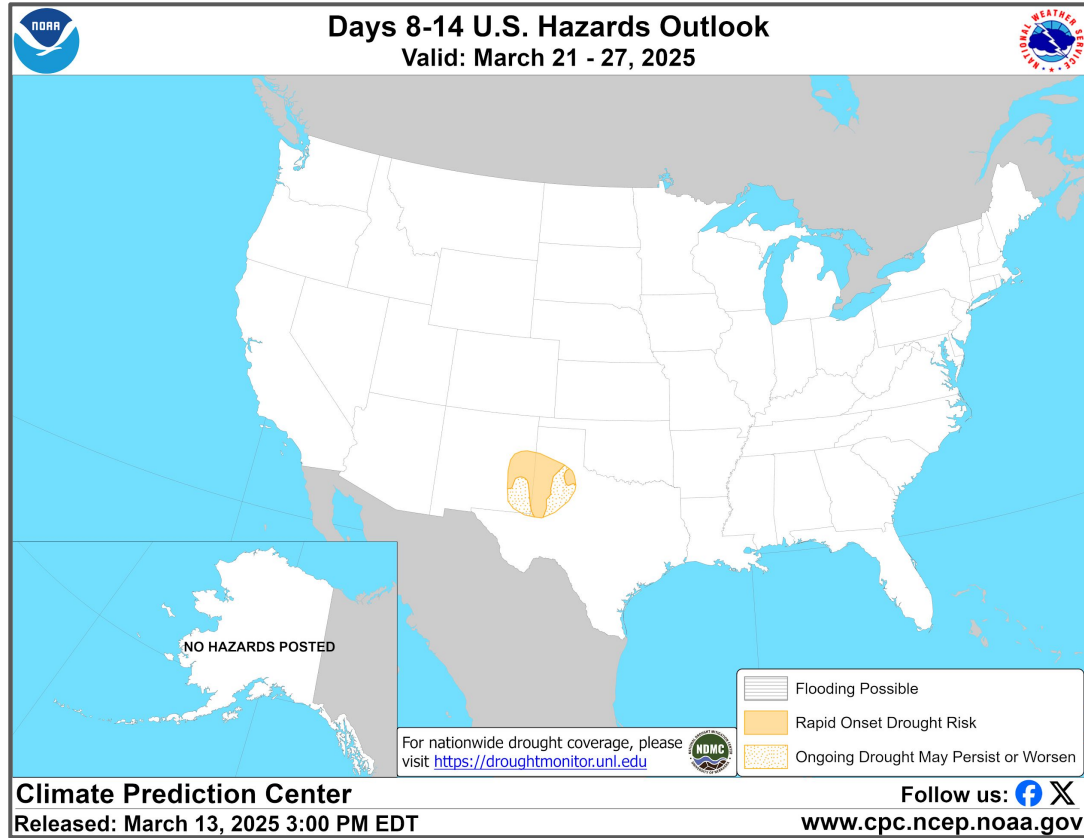 NOAA
Days 8-14 U.S. Hazards Outlook
Valid: March 21 - 27, 2025
NATIONAL WEATHER SERVICE
NO HAZARDS POSTED
For nationwide drought coverage, please
visit https://droughtmonitor.unl.edu
NDMC
Flooding Possible
Rapid Onset Drought Risk
Ongoing Drought May Persist or Worsen
Climate Prediction Center
Follow us:
Released: March 13, 2025 3:00 PM EDT
www.cpc.ncep.noaa.gov